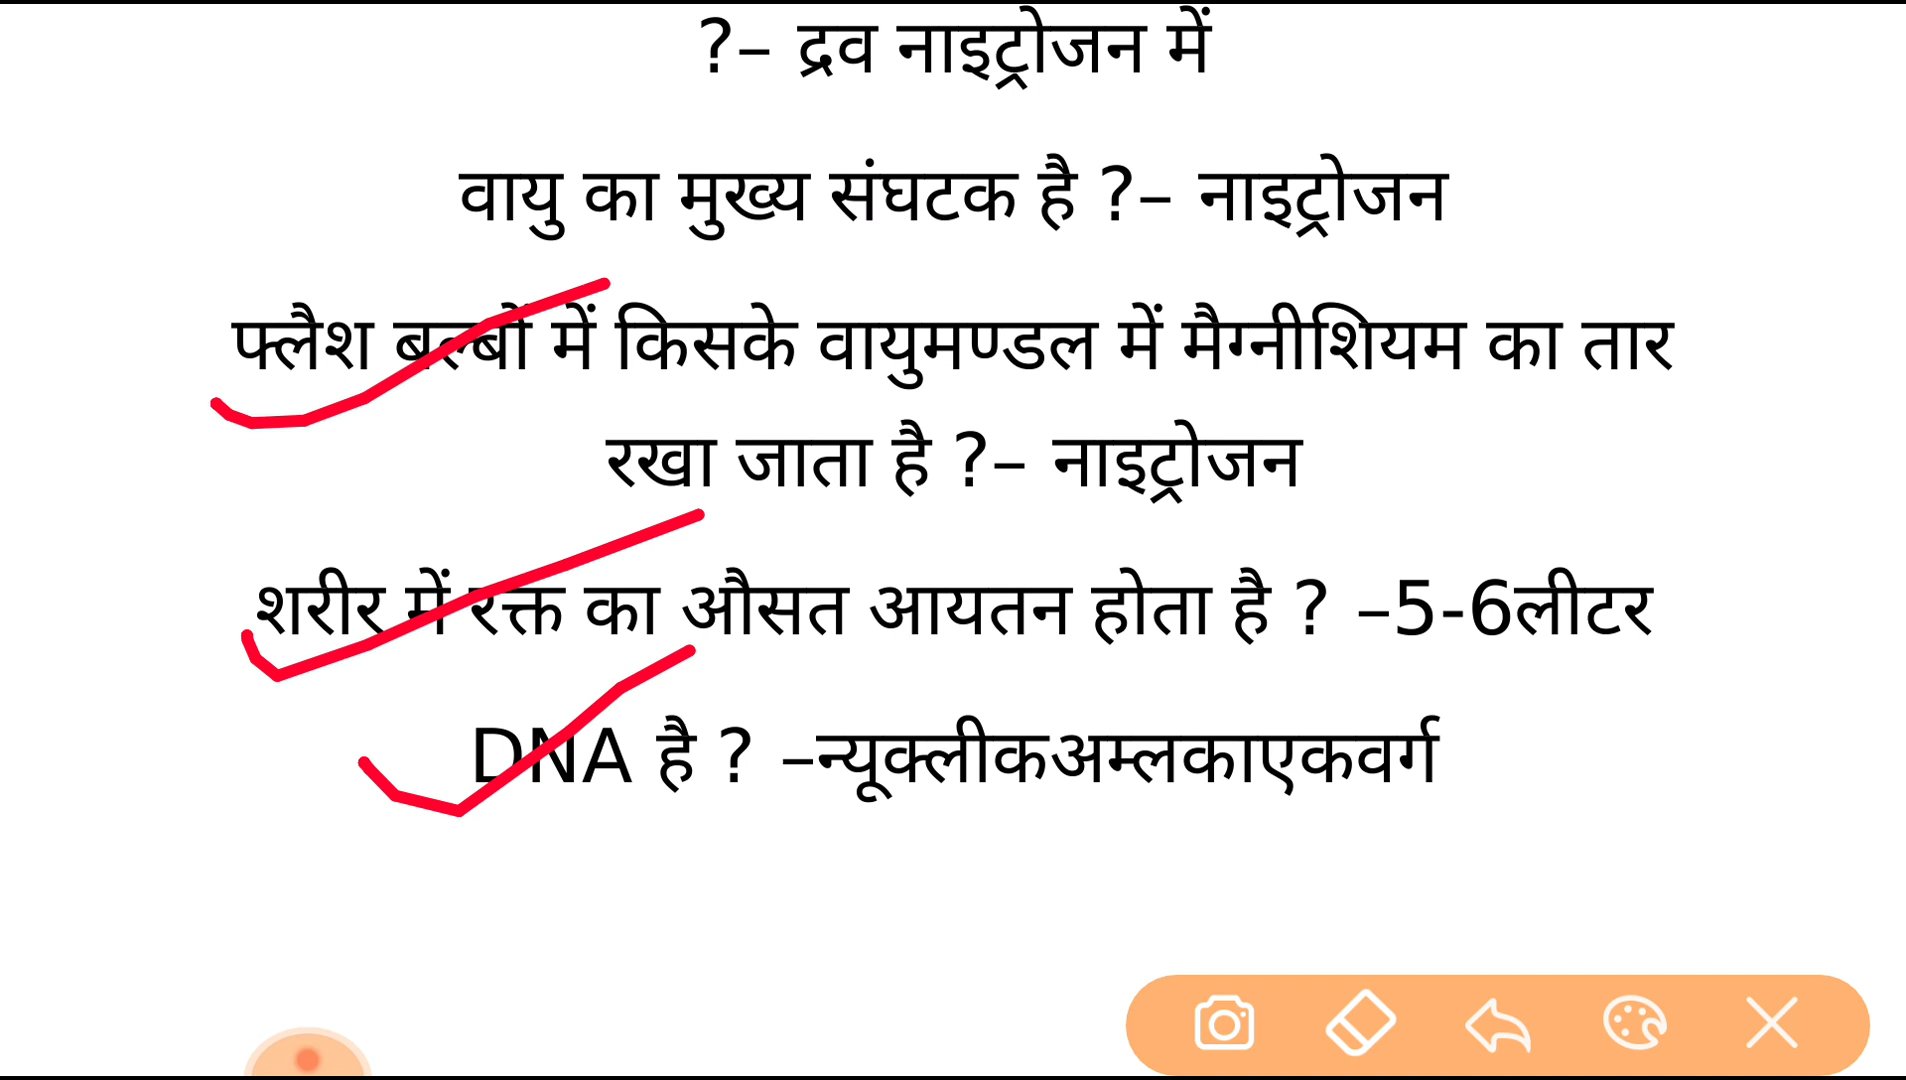 ?– द्रव नाइट्रोजन में
वायु का मुख्य संघटक है ?– नाइट्रोजन
फ्लैश बल्बों में किसके वायुमण्डल में मैग्नीशियम का तार
रखा जाता है ?– नाइट्रोजन
शरीर में रक्त का औसत आयतन होता है ? –5-6लीटर
DNA है ? –न्यूक्लीकअम्लकाएकवर्ग